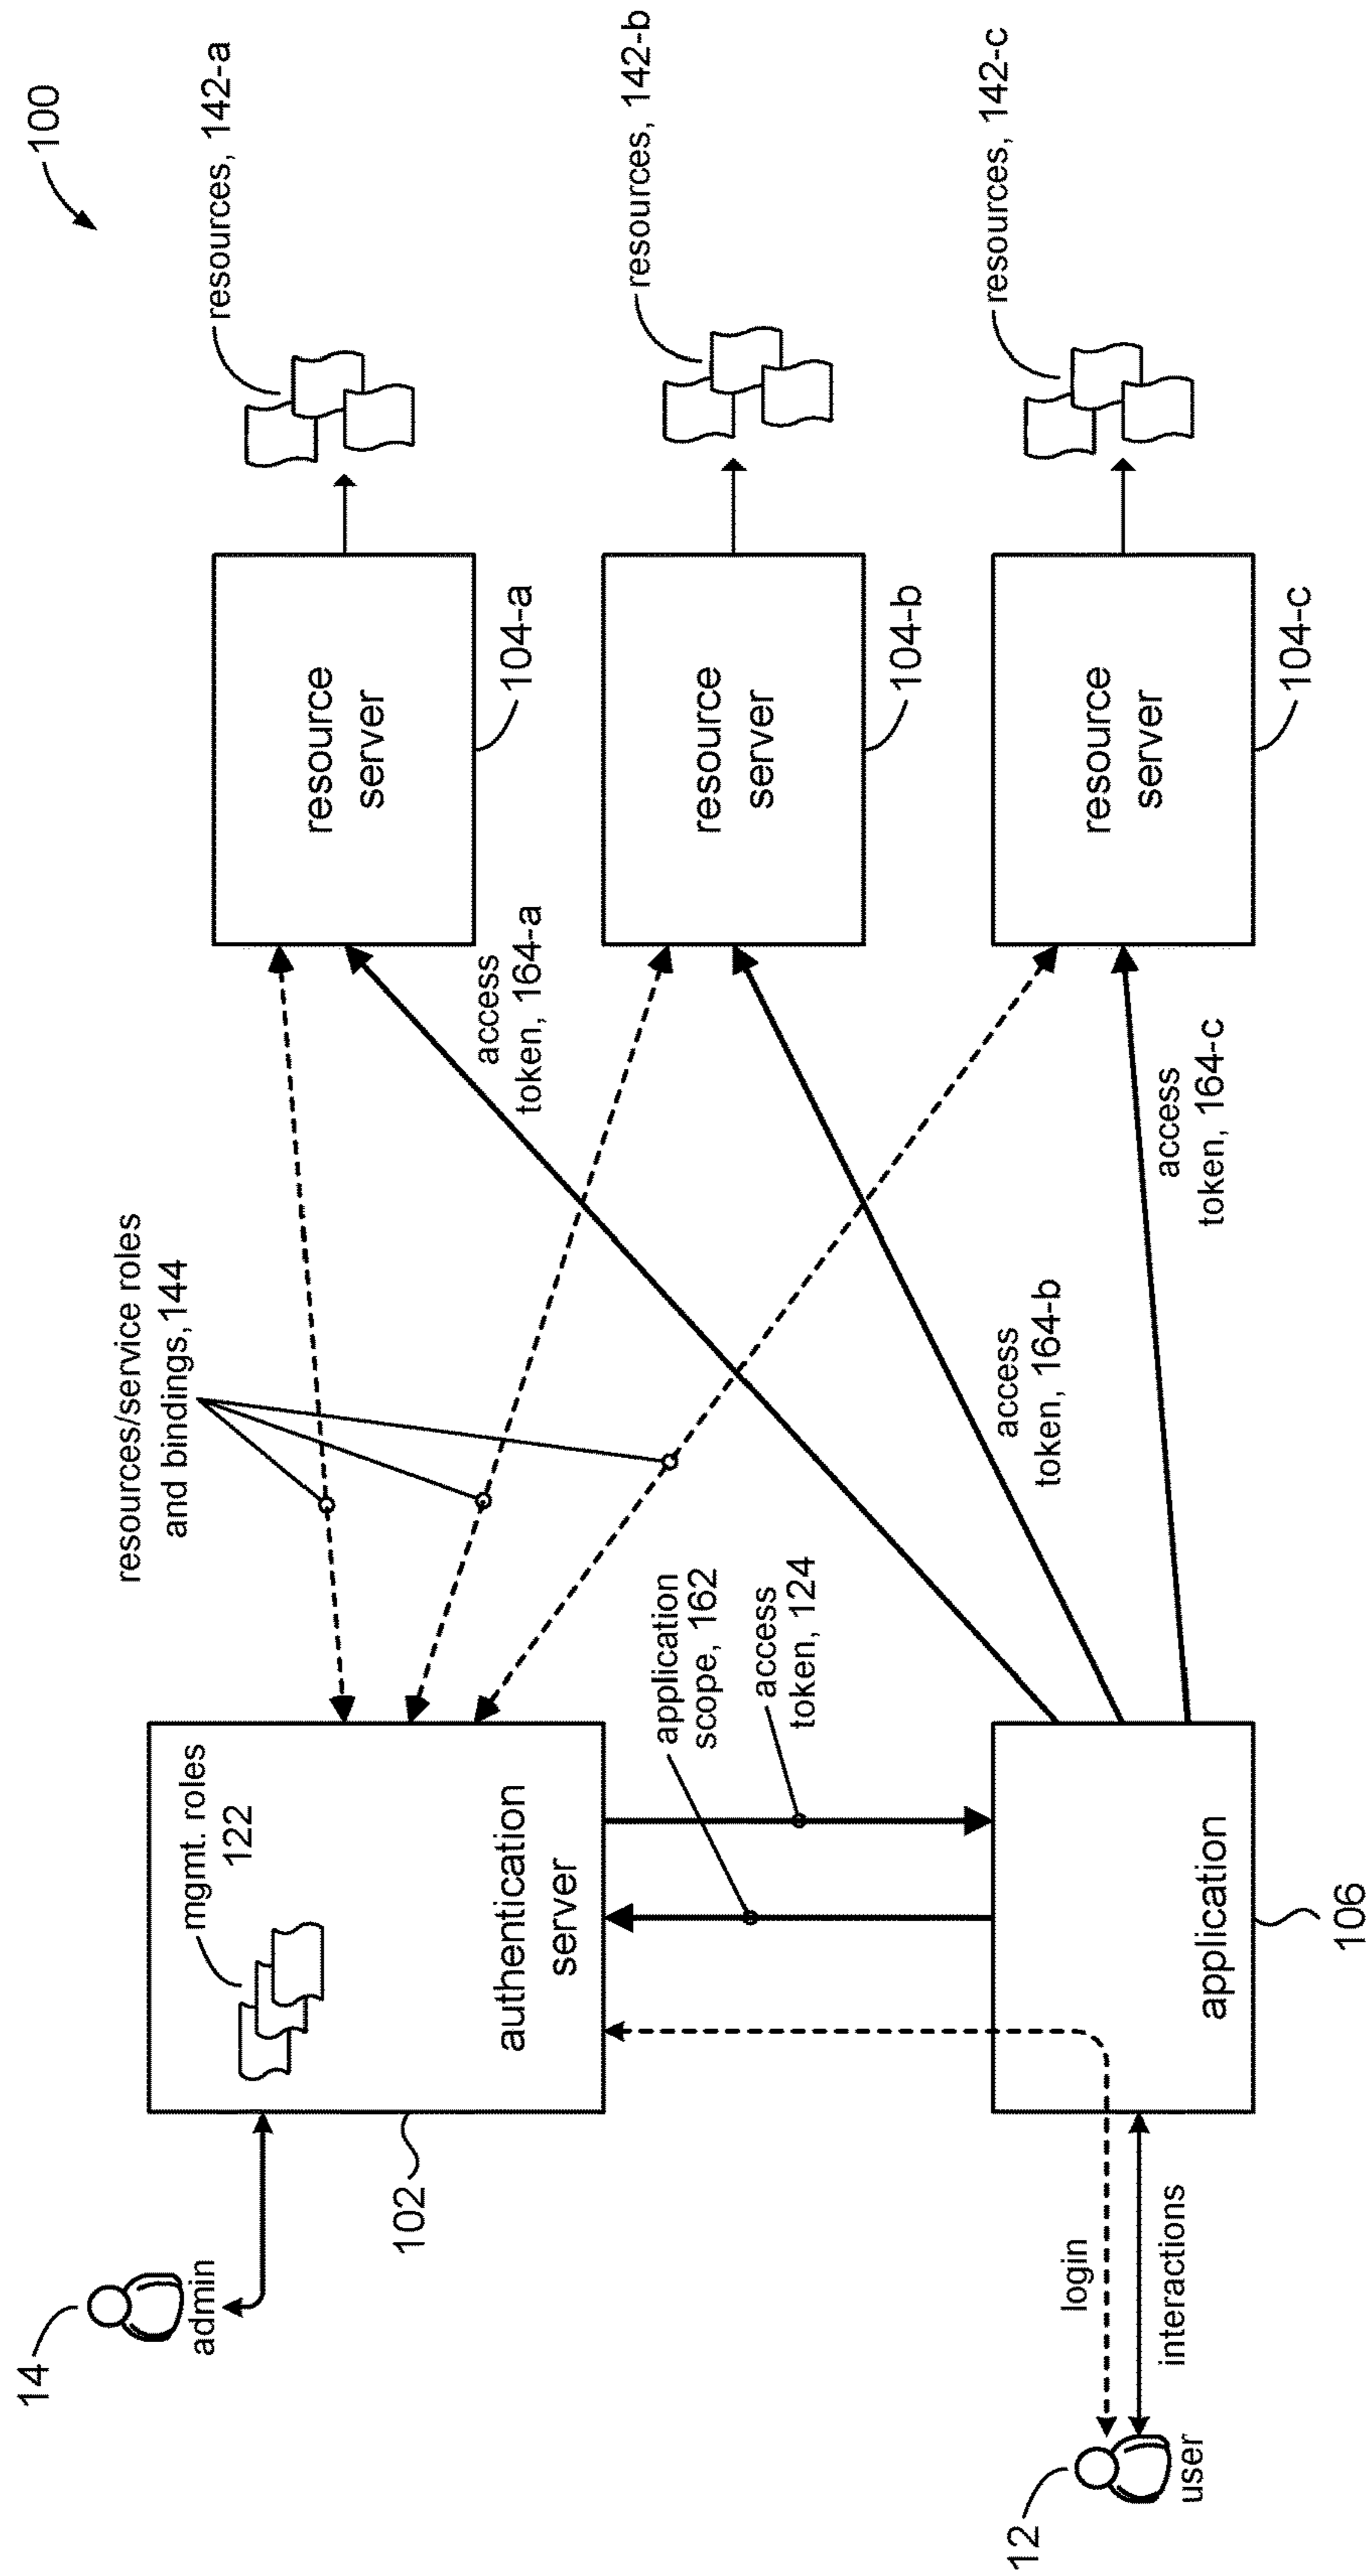 100
14
admin
102
mgmt. roles
122
authentication
server
resources/service roles
and bindings,144
resource
server
104-a
resources, 142-a
application
scope, 162
access
token, 124
access
token, 164-a
resource
server
104-b
resources, 142-b
access
token, 164-b
access
token, 164-c
12
user
login
interactions
application
106
resource
server
104-c
resources, 142-c